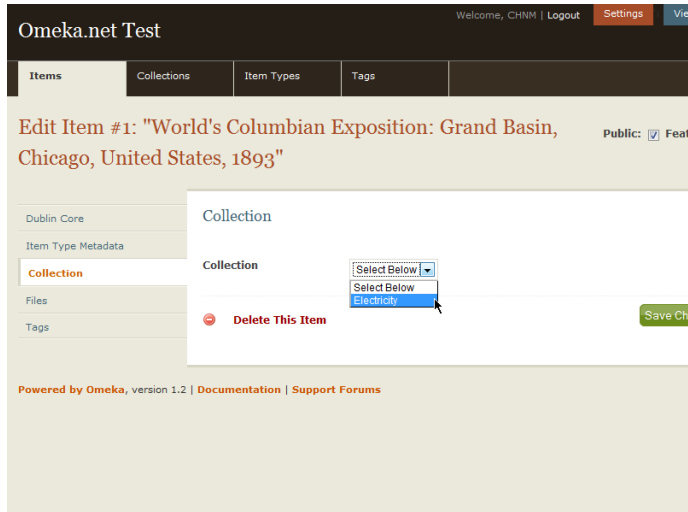 Omeka.net Test
Welcome, CHNM | Logout
Settings
Items
Collections
Item Types
Tags
Edit Item #1: "World's Columbian Exposition: Grand Basin,
Chicago, United States, 1893"
Public:
Dublin Core
Item Type Metadata
Collection
Files
Tags
Collection
Collection
Select Below
Select Below
Electricity
Delete This Item
Save
Powered by Omeka, version 1.2 | Documentation | Support Forums